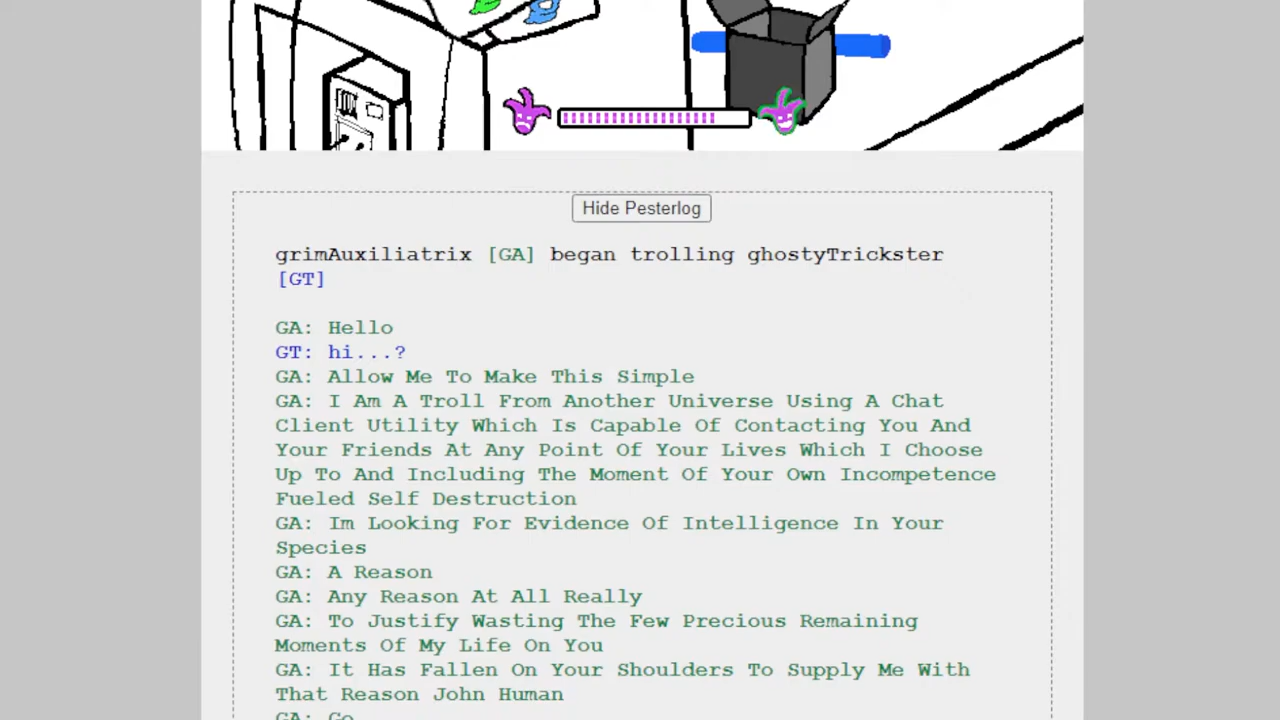 Hide Pesterlog
grimAuxiliatrix [GA] began trolling ghostyTrickster
[GT]
GA: Hello
GT: hi...?
GA: Allow Me To Make This Simple
GA: I Am A Troll From Another Universe Using A Chat
Client Utility Which Is Capable Of Contacting You And
Your Friends At Any Point Of Your Lives Which I Choose
Up To And Including The Moment Of Your Own Incompetence
Fueled Self Destruction
GA: Im Looking For Evidence Of Intelligence In Your
Species
GA: A Reason
GA: Any Reason At All Really
GA: To Justify Wasting The Few Precious Remaining
Moments Of My Life On You
GA: It Has Fallen On Your Shoulders To Supply Me With
That Reason John Human
GA: Go